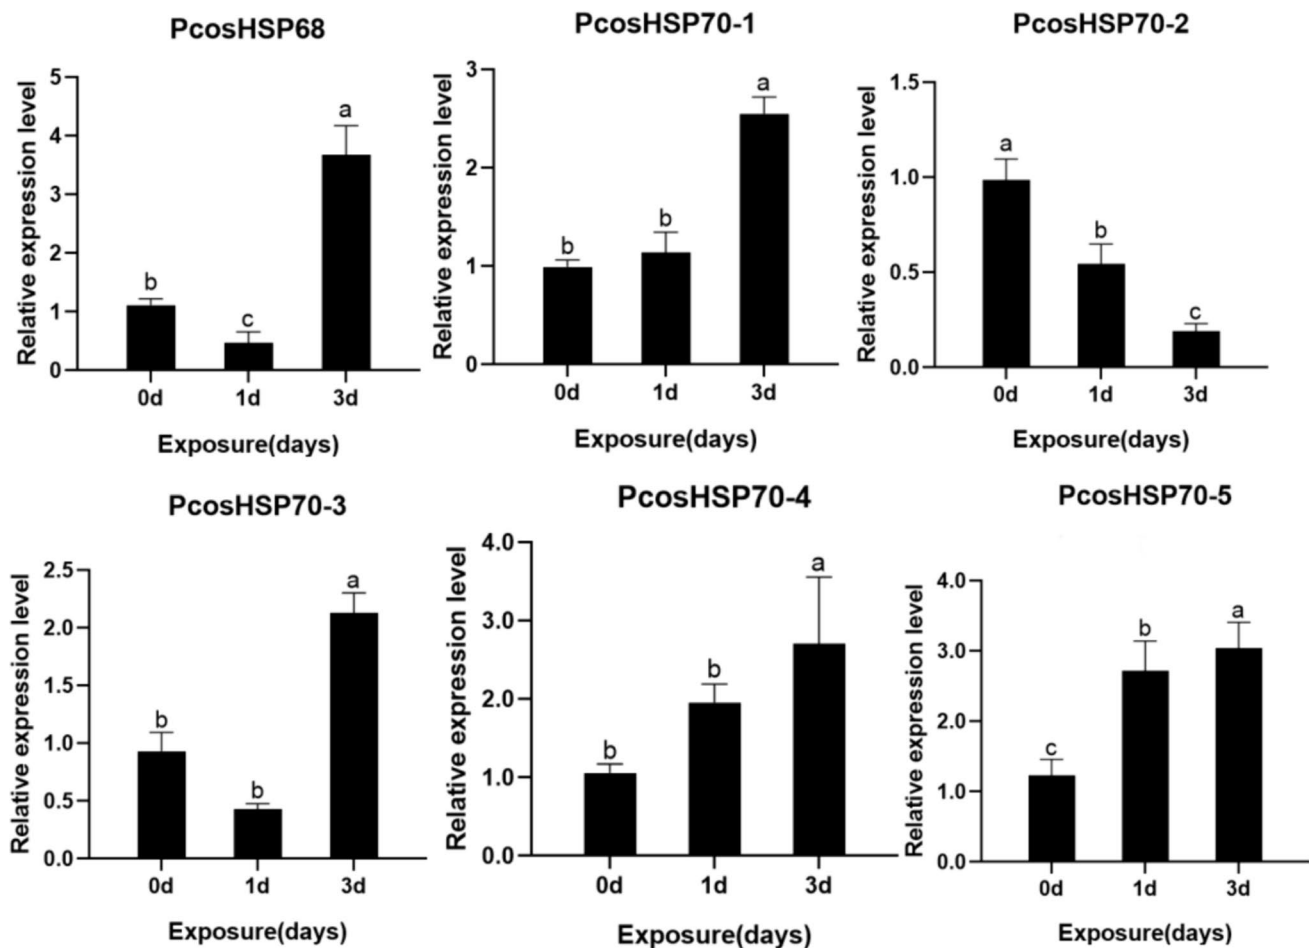 PcosHSP68
Relative expression level
5
4
3
2
1
0
b
c
a
0d 1d 3d
Exposure(days)
PcosHSP70-1
Relative expression level
3
2
1
0
b
b
a
0d 1d 3d
Exposure(days)
PcosHSP70-2
Relative expression level
1.5
1.0
0.5
0.0
a
b
c
0d 1d 3d
Exposure(days)
PcosHSP70-3
Relative expression level
2.5
2.0
1.5
1.0
0.5
0.0
b
b
a
0d 1d 3d
Exposure(days)
PcosHSP70-4
Relative expression level
4.0
3.0
2.0
1.0
0.0
b
b
a
0d 1d 3d
Exposure(days)
PcosHSP70-5
Relative expression level
4.0
3.0
2.0
1.0
0.0
c
b
a
0d 1d 3d
Exposure(days)